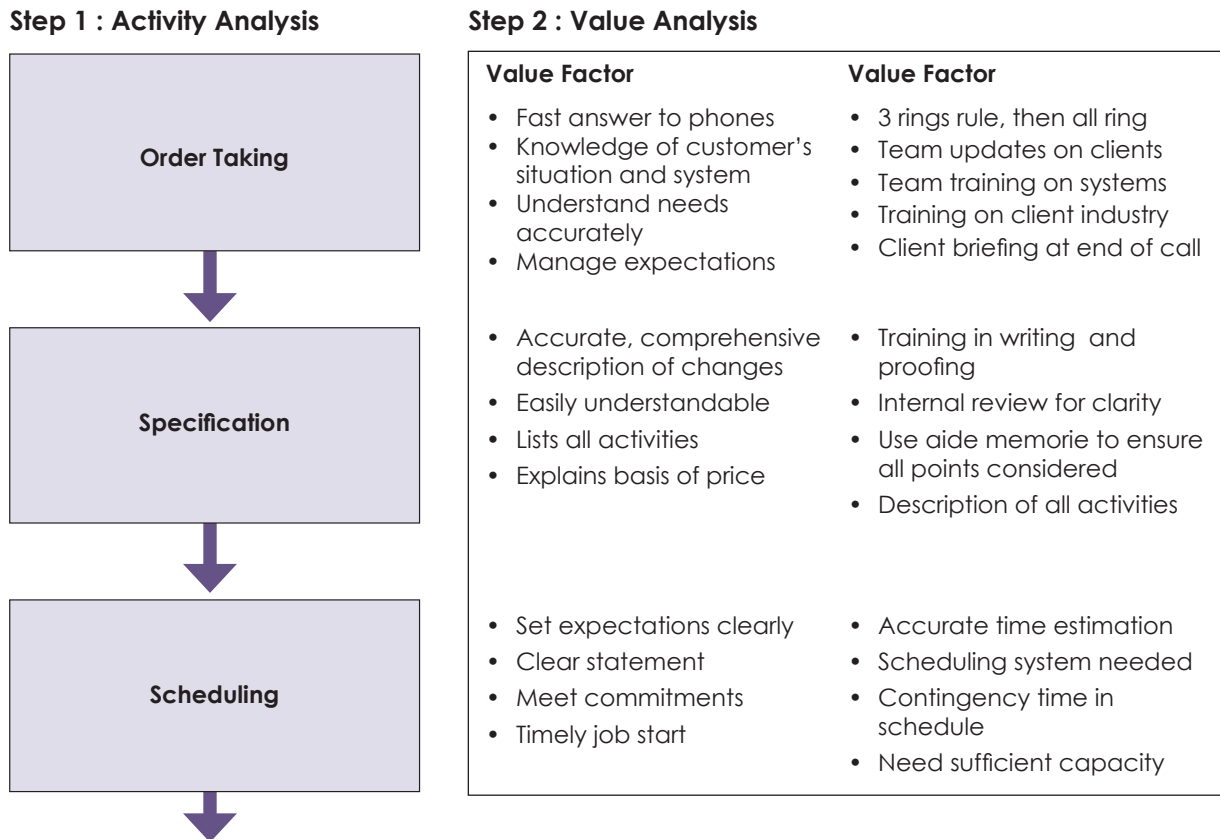 Step 1 : Activity Analysis
Order Taking
Specification
Scheduling
Step 2 : Value Analysis
Value Factor
• Fast answer to phones
• Knowledge of customer's
situation and system
• Understand needs
accurately
• Manage expectations
• Accurate, comprehensive
description of changes
• Easily understandable
• Lists all activities
• Explains basis of price
• Set expectations clearly
• Clear statement
• Meet commitments
• Timely job start
Value Factor
• 3 rings rule, then all ring
• Team updates on clients
• Team training on systems
• Training on client industry
• Client briefing at end of call
• Training in writing and
proofing
• Internal review for clarity
• Use aide memorie to ensure
all points considered
• Description of all activities
• Accurate time estimation
• Scheduling system needed
• Contingency time in
schedule
• Need sufficient capacity